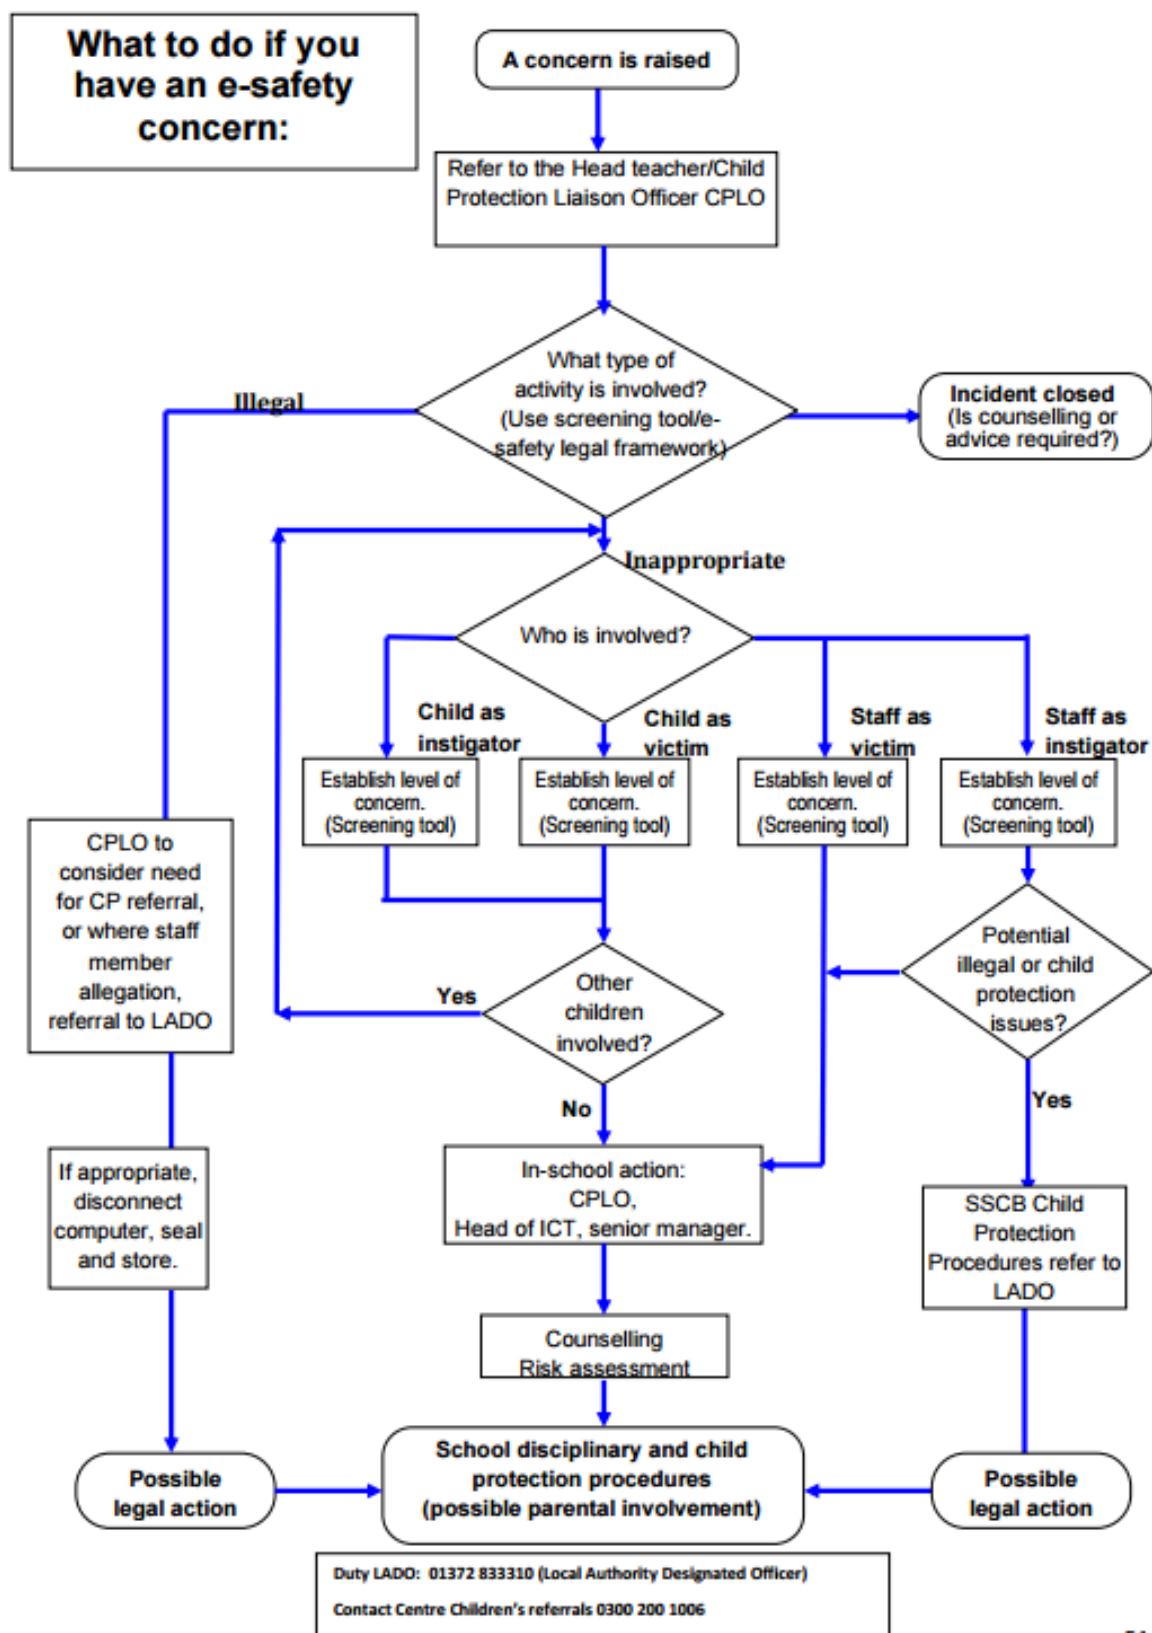 What to do if you
have an e-safety
concern:
A concern is raised
Refer to the Head teacher/Child
Protection Liaison Officer CPLO
What type of
activity is involved?
(Use screening tool/e-
safety legal framework)
Illegal
Incident closed
(Is counselling or
advice required?)
Inappropriate
Who is involved?
Child as
instigator
Child as
victim
Staff as
victim
Staff as
instigator
Establish level of
concern.
(Screening tool)
Establish level of
concern.
(Screening tool)
Establish level of
concern.
(Screening tool)
Establish level of
concern.
(Screening tool)
CPLO to
consider need
for CP referral,
or where staff
member
allegation,
referral to LADO
Yes
Other
children
involved?
Potential
illegal or child
protection
issues?
No
Yes
If appropriate,
disconnect
computer, seal
and store.
In-school action:
CPLO,
Head of ICT, senior manager.
SSCB Child
Protection
Procedures refer to
LADO
Counselling
Risk assessment
Possible
legal action
School disciplinary and child
protection procedures
(possible parental involvement)
Possible
legal action
Duty LADO: 01372 833310 (Local Authority Designated Officer)
Contact Centre Children's referrals 0300 200 1006